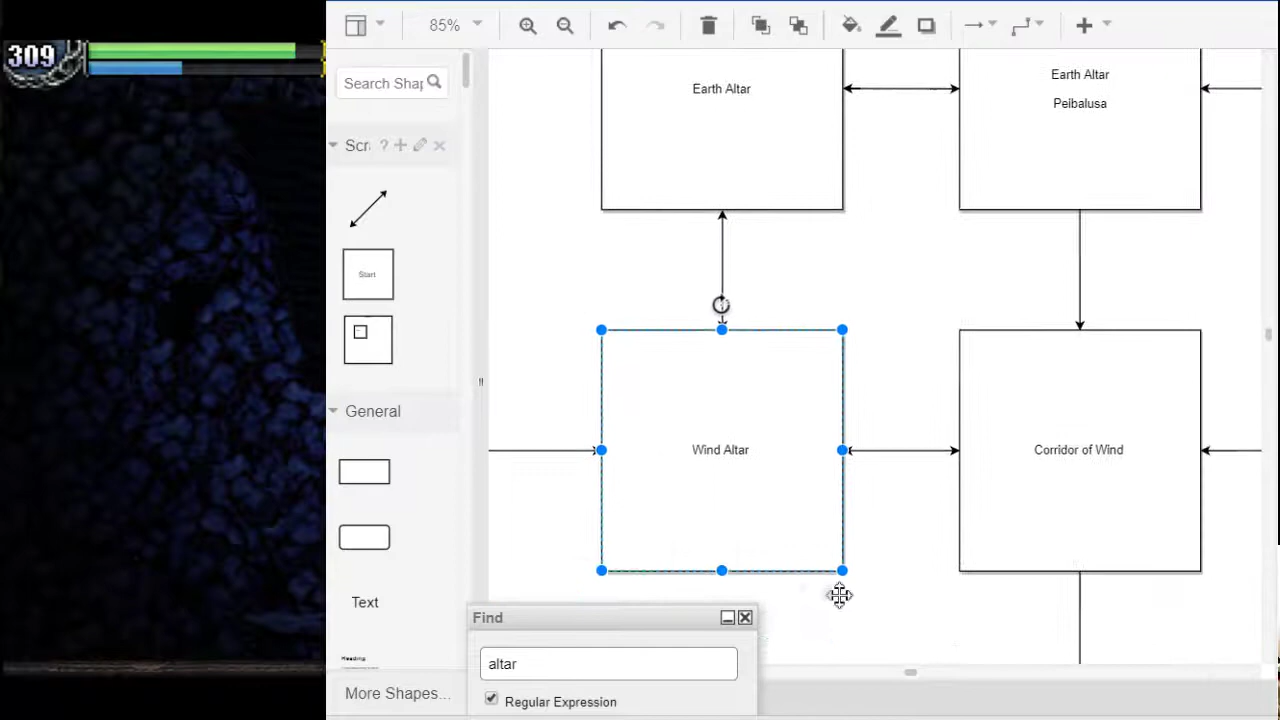 309
85%
Search Shap
Scr
?
Start
General
Text
Heading
More Shapes...
Earth Altar
Earth Altar
Peibalusa
Wind Altar
Corridor of Wind
Find
altar
Regular Expression